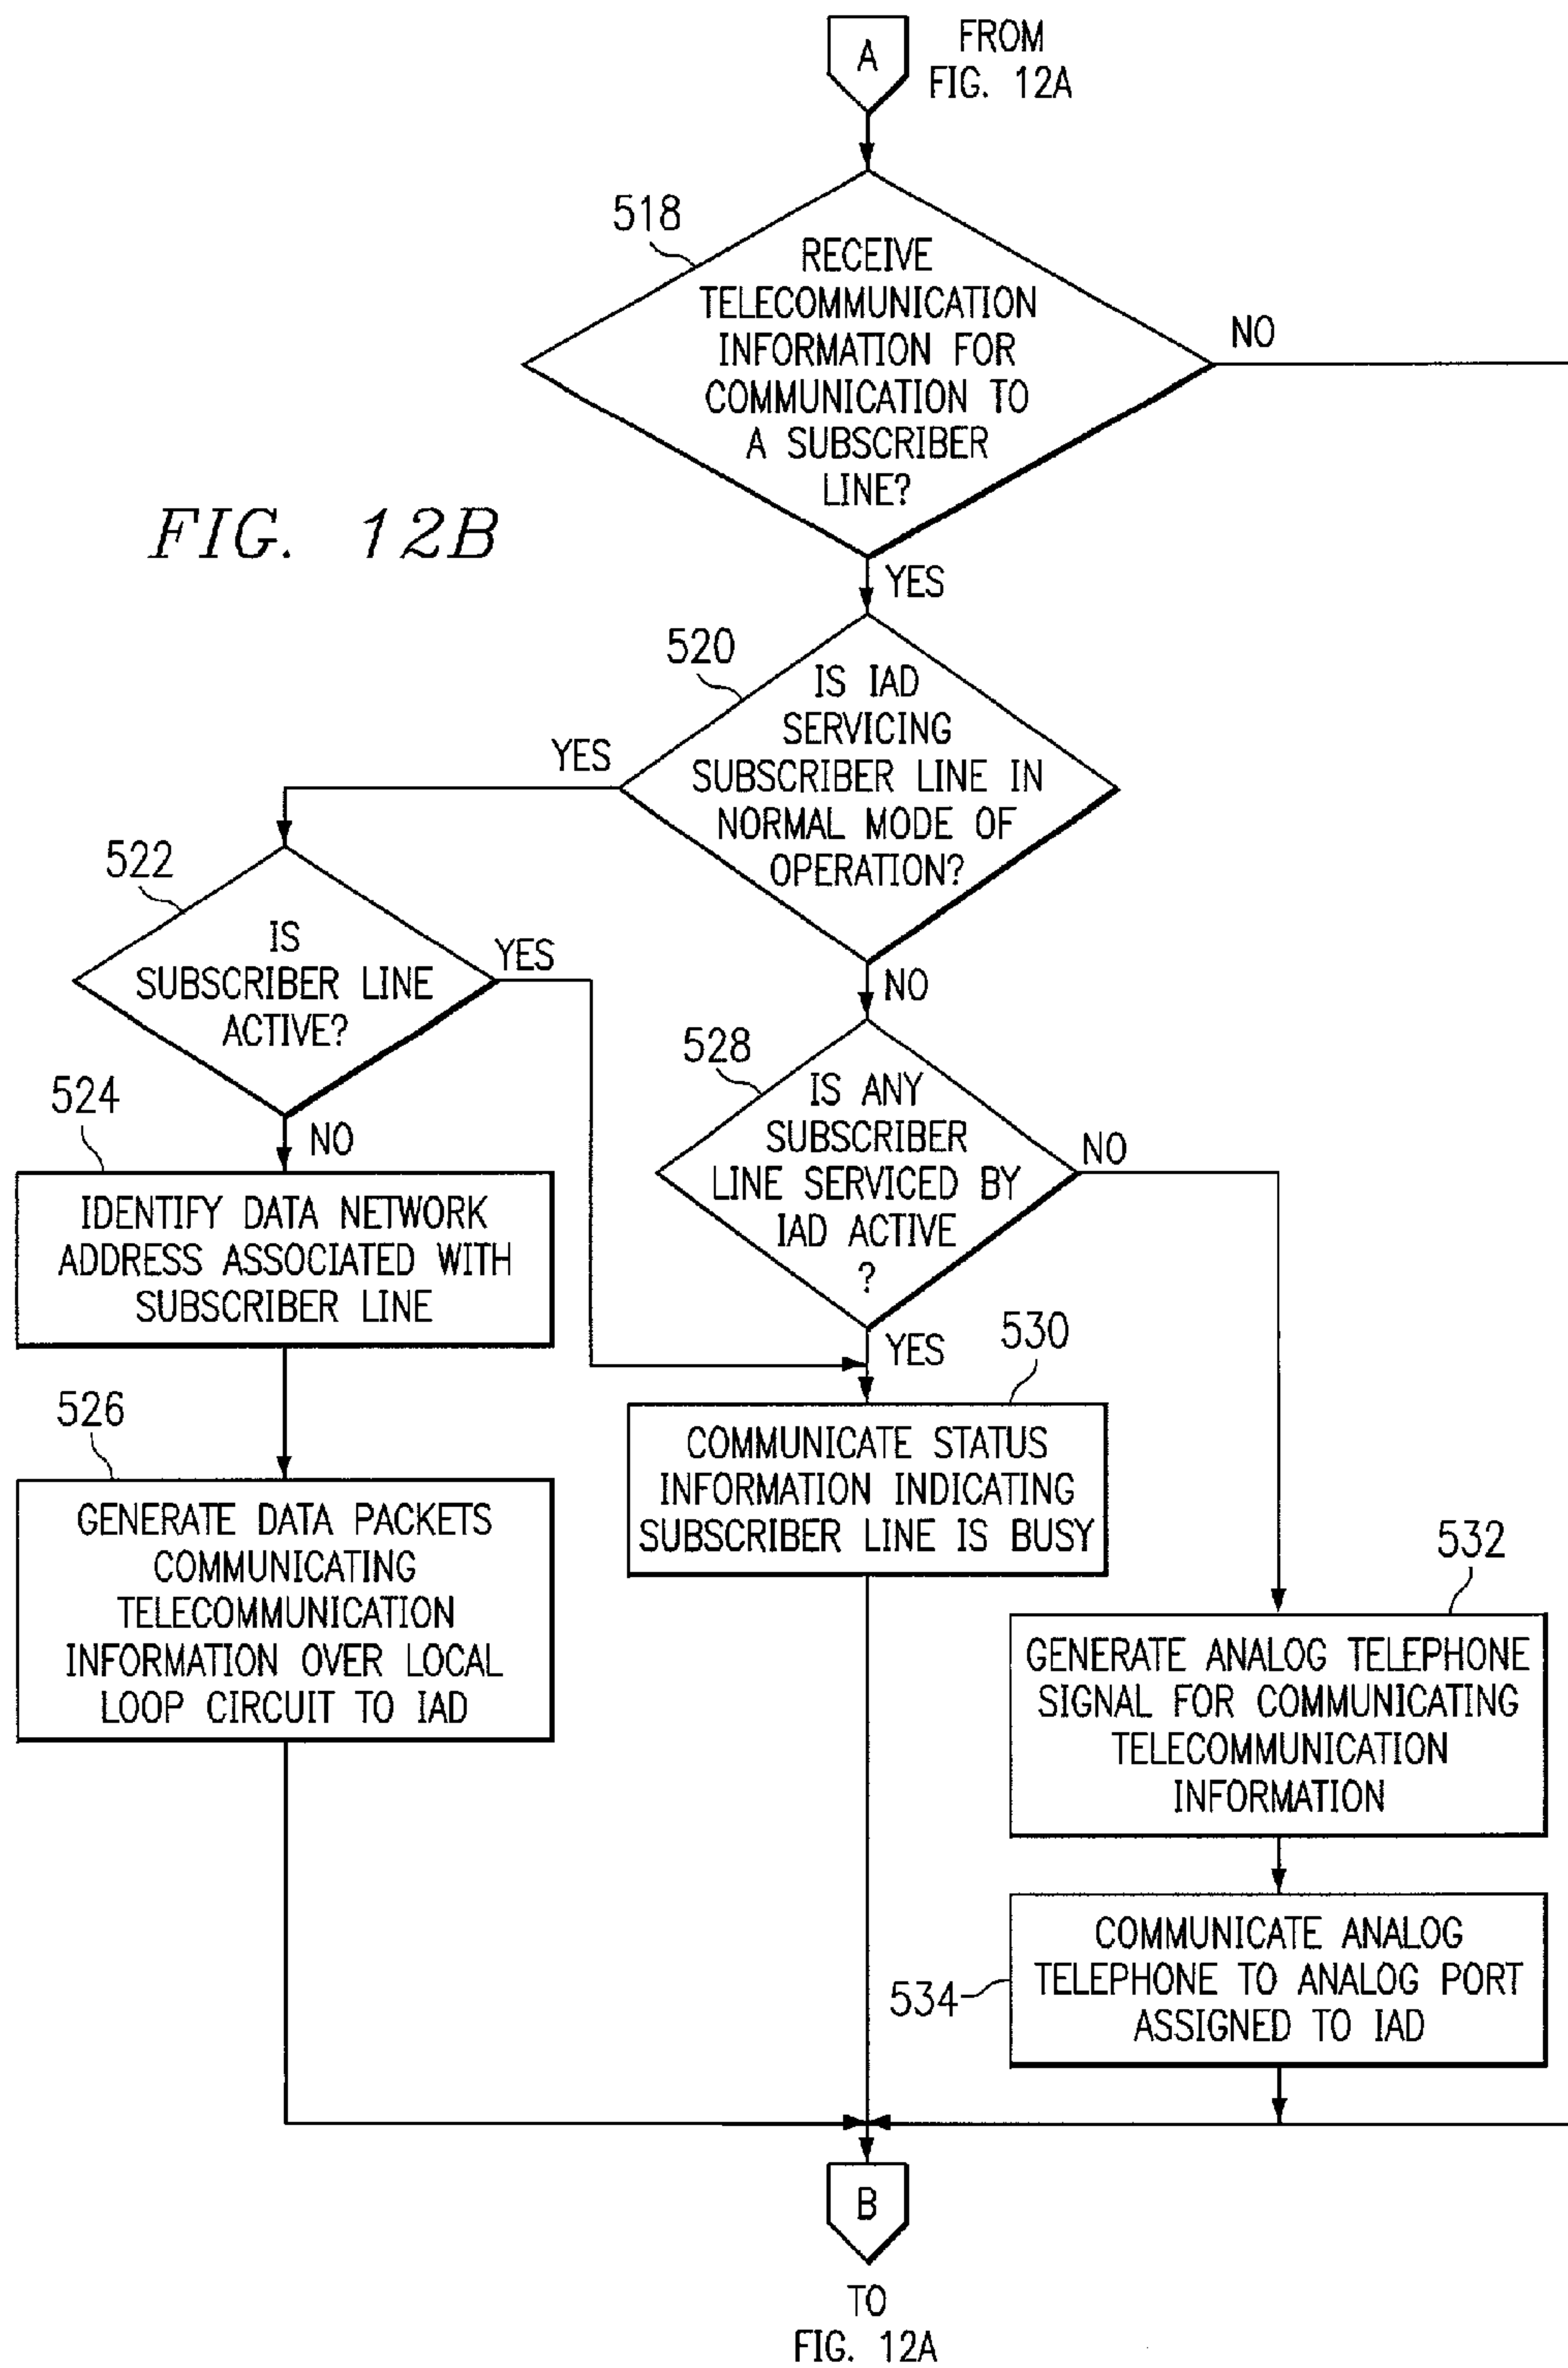 A
FROM
FIG. 12A
518
RECEIVE
TELECOMMUNICATION
INFORMATION FOR
COMMUNICATION TO
A SUBSCRIBER
LINE?
NO
FIG. 12B
YES
520
IS IAD
SERVICING
SUBSCRIBER LINE IN
NORMAL MODE OF
OPERATION?
YES
NO
522
IS
SUBSCRIBER LINE
ACTIVE?
YES
NO
528
IS ANY
SUBSCRIBER
LINE SERVICED BY
IAD ACTIVE
?
NO
YES
524
IDENTIFY DATA NETWORK
ADDRESS ASSOCIATED WITH
SUBSCRIBER LINE
530
COMMUNICATE STATUS
INFORMATION INDICATING
SUBSCRIBER LINE IS BUSY
526
GENERATE DATA PACKETS
COMMUNICATING
TELECOMMUNICATION
INFORMATION OVER LOCAL
LOOP CIRCUIT TO IAD
532
GENERATE ANALOG TELEPHONE
SIGNAL FOR COMMUNICATING
TELECOMMUNICATION
INFORMATION
534
COMMUNICATE ANALOG
TELEPHONE TO ANALOG PORT
ASSIGNED TO IAD
B
TO
FIG. 12A